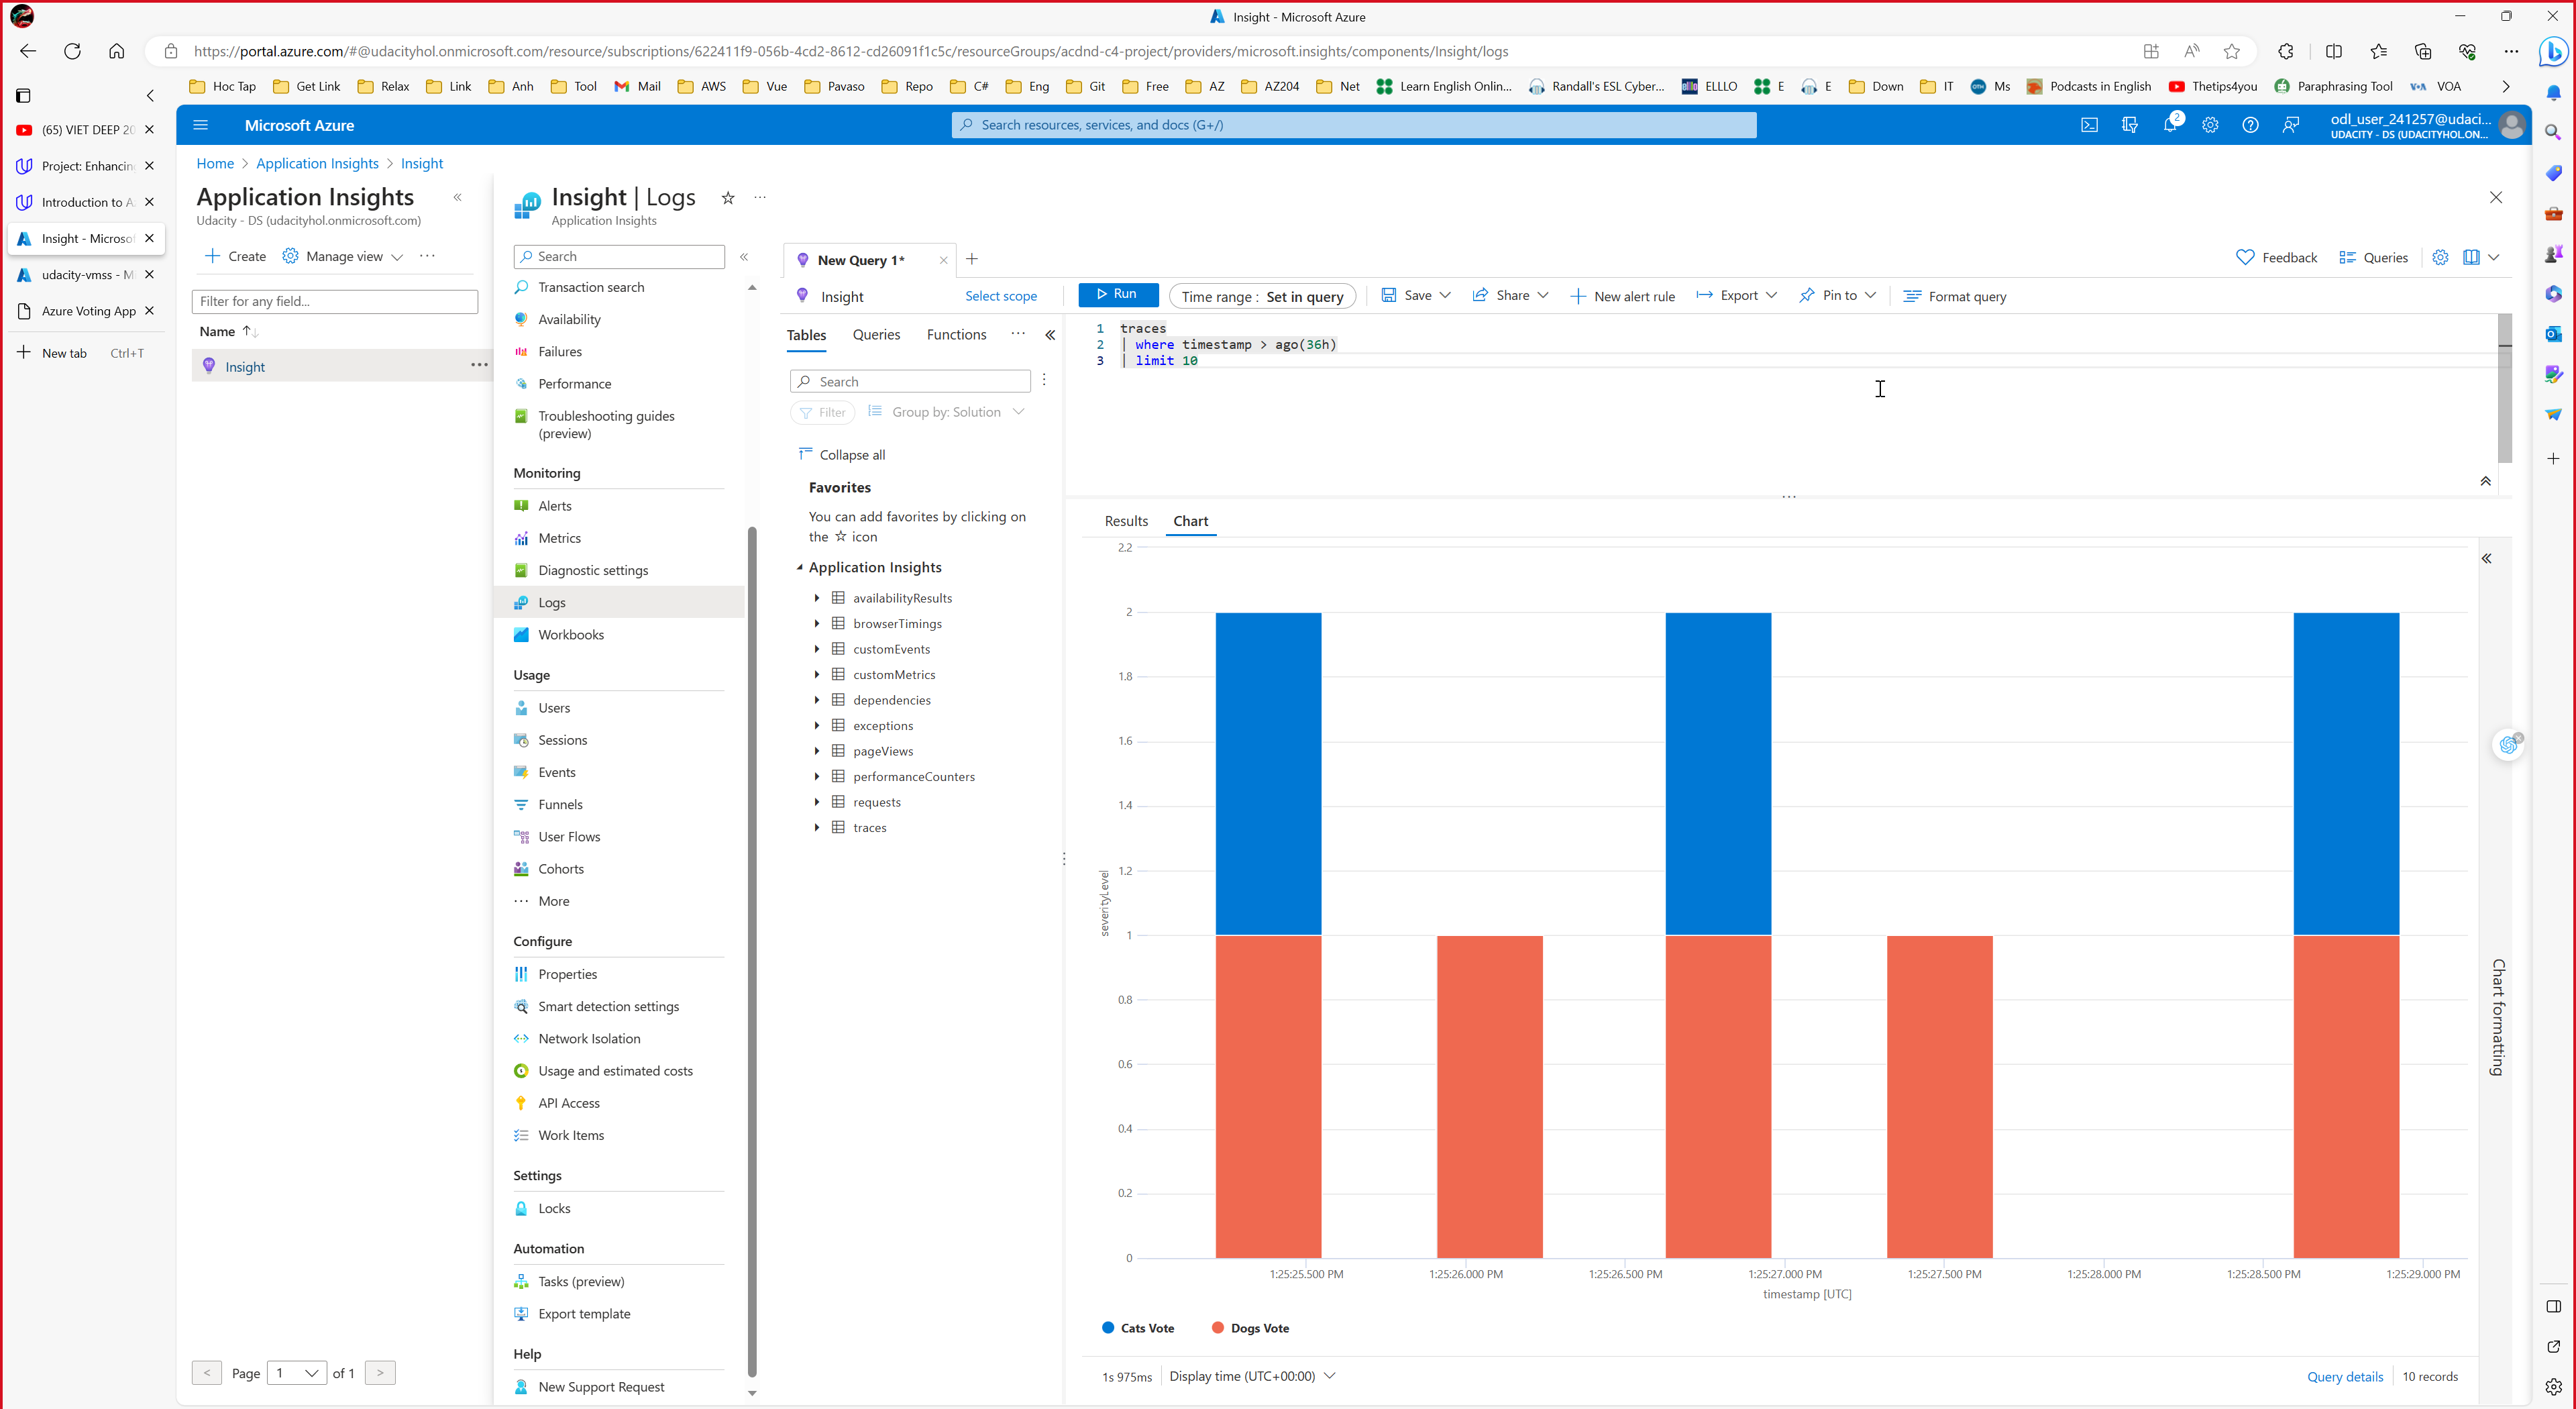 Insight - Microsoft Azure
https://portal.azure.com/#@udacityhol.onmicrosoft.com/resource/subscriptions/622411f9-056b-4cd2-8612-cd26091f1c5c/resourceGroups/acdnd-c4-project/providers/microsoft.insights/components/Insight/logs
Hoc Tap Get Link Relax Link Anh Tool Mail AWS Vue Pavaso Repo C# Eng Git Free AZ AZ204 Net Learn English Onlin... Randall's ESL Cyber... ELLLO E E Down IT Ms Podcasts in English Thetips4you Paraphrasing Tool VOA
(65) VIET DEEP 20
Project: Enhancin
Introduction to A
Insight - Microsof
udacity-vmss - M
Azure Voting App
New tab Ctrl+T
Microsoft Azure
Search resources, services, and docs (G+/)
2
odl_user_241257@udaci...
UDACITY - DS (UDACITYHOL.ON...
Home > Application Insights > Insight
Application Insights
Udacity - DS (udacityhol.onmicrosoft.com)
Create Manage view
Filter for any field...
Name
Insight
< Page 1 of 1 >
Insight | Logs
Application Insights
Search
Transaction search
Availability
Failures
Performance
Troubleshooting guides
(preview)
Monitoring
Alerts
Metrics
Diagnostic settings
Logs
Workbooks
Usage
Users
Sessions
Events
Funnels
User Flows
Cohorts
More
Configure
Properties
Smart detection settings
Network Isolation
Usage and estimated costs
API Access
Work Items
Settings
Locks
Automation
Tasks (preview)
Export template
Help
New Support Request
New Query 1*
Feedback Queries
Insight Select scope
Run Time range : Set in query Save Share New alert rule Export Pin to Format query
Tables Queries Functions
Search
Filter Group by: Solution
Collapse all
Favorites
You can add favorites by clicking on
the ☆ icon
Application Insights
availabilityResults
browserTimings
customEvents
customMetrics
dependencies
exceptions
pageViews
performanceCounters
requests
traces
1 traces
2 | where timestamp > ago(36h)
3 | limit 10
Results Chart
2.2
2
1.8
1.6
1.4
1.2
1
0.8
0.6
0.4
0.2
0
severityLevel
1:25:25.500 PM 1:25:26.000 PM 1:25:26.500 PM 1:25:27.000 PM 1:25:27.500 PM 1:25:28.000 PM 1:25:28.500 PM 1:25:29.000 PM
timestamp [UTC]
Cats Vote Dogs Vote
Chart formatting
1s 975ms Display time (UTC+00:00) Query details 10 records